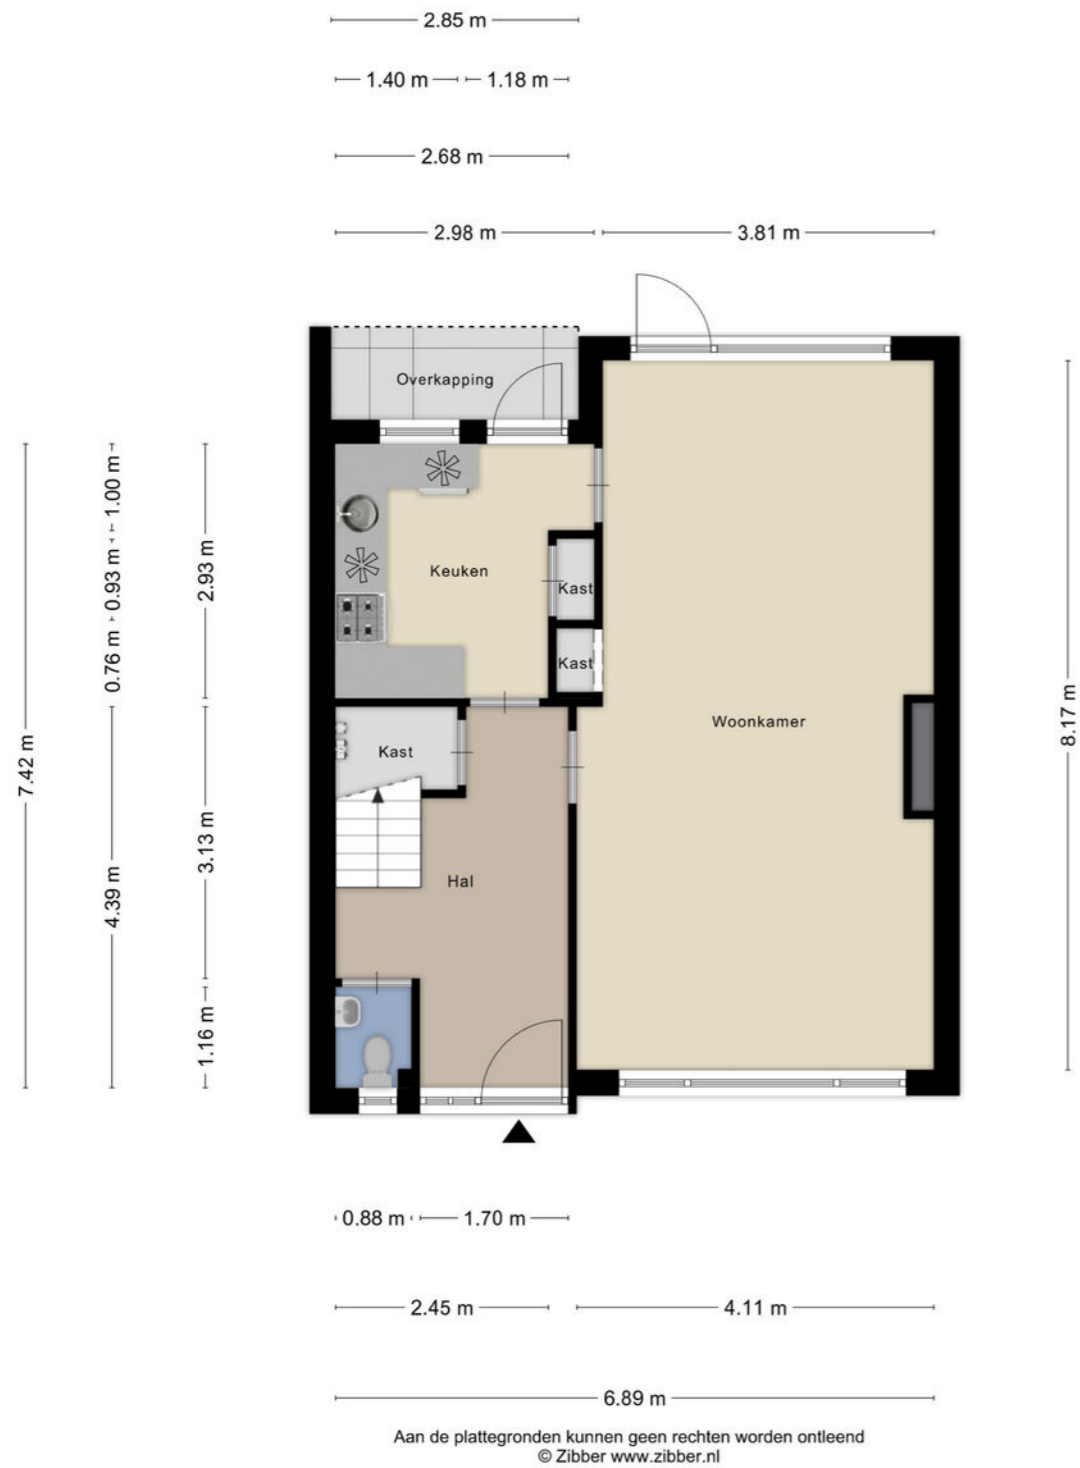 2.85 m
1.40 m 1.18 m
2.68 m
2.98 m 3.81 m
Overkapping
1.00 m
0.93 m
0.76 m
2.93 m
Keuken
Kast
Kast
Woonkamer
8.17 m
7.42 m
Kast
3.13 m
4.39 m
Hal
1.16 m
0.88 m 1.70 m
2.45 m 4.11 m
6.89 m
Aan de plattegronden kunnen geen rechten worden ontleend
© Zibber www.zibber.nl